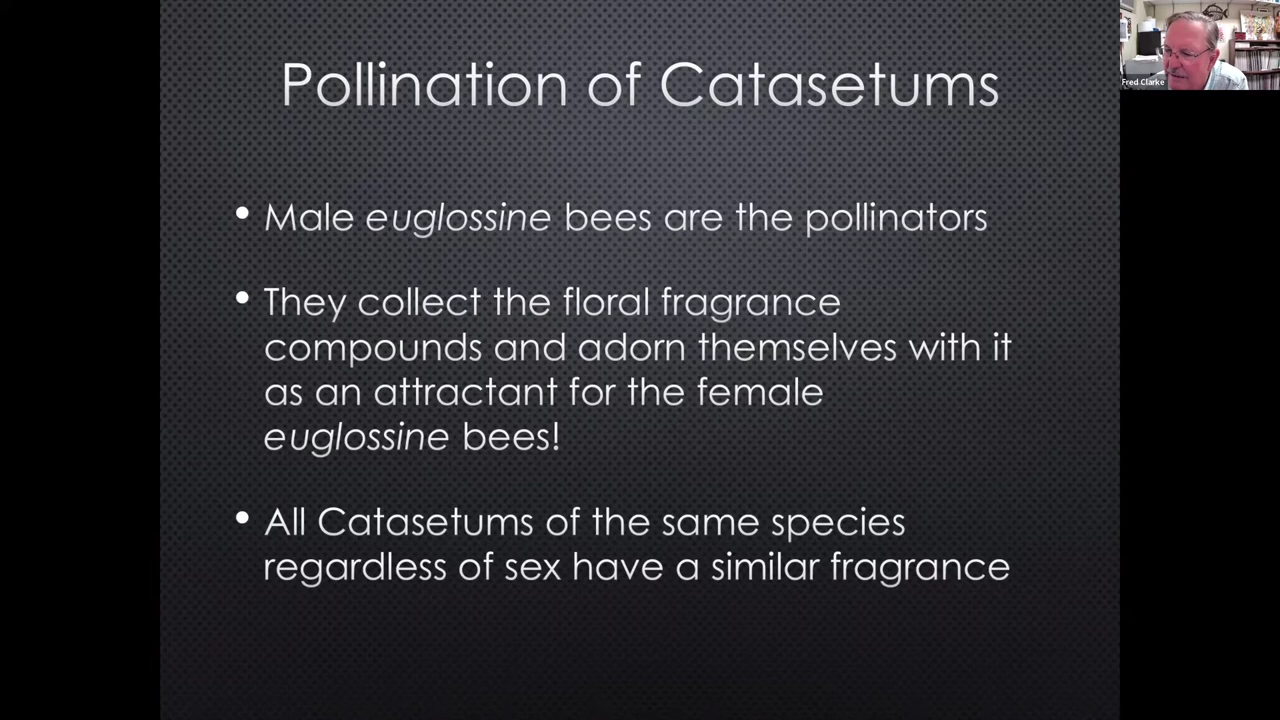 Pollination of Catasetums
• Male euglossine bees are the pollinators
• They collect the floral fragrance
compounds and adorn themselves with it
as an attractant for the female
euglossine bees!
• All Catasetums of the same species
regardless of sex have a similar fragrance
Fred Clarke